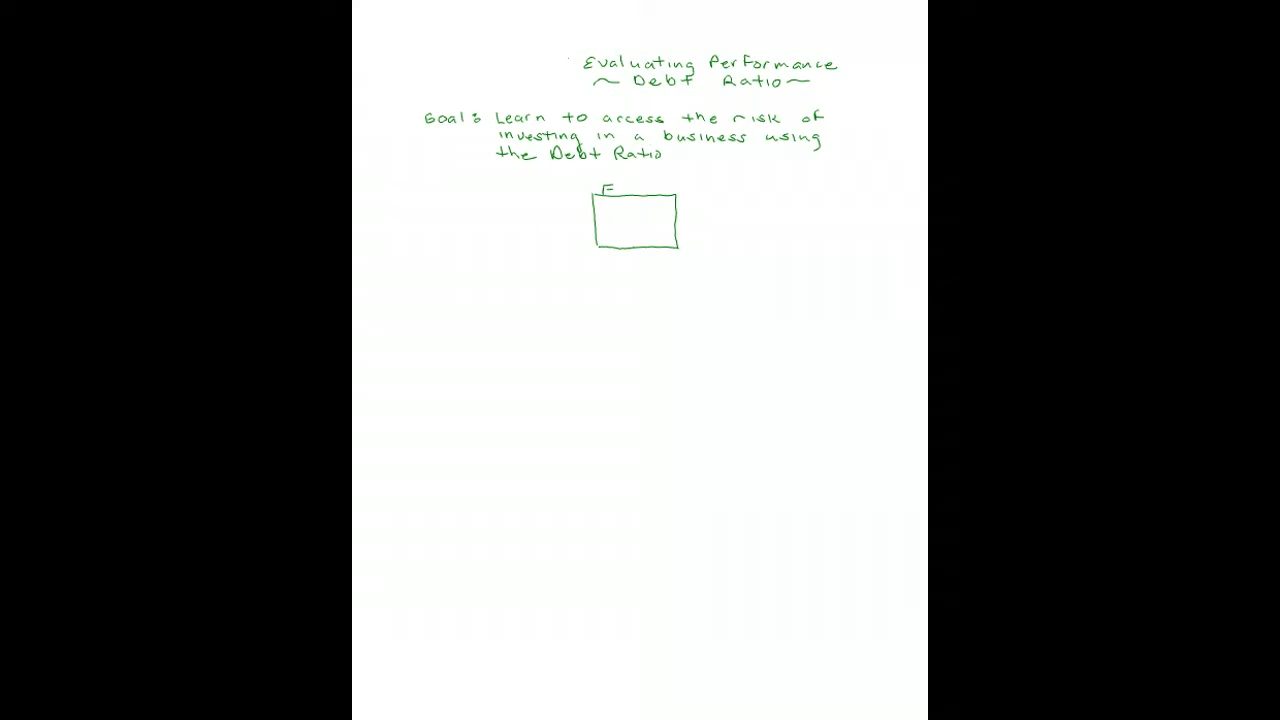 Evaluating Performance
~ Debt Ratio ~
Goal: Learn to access the risk of
investing in a business using
the Debt Ratio
F